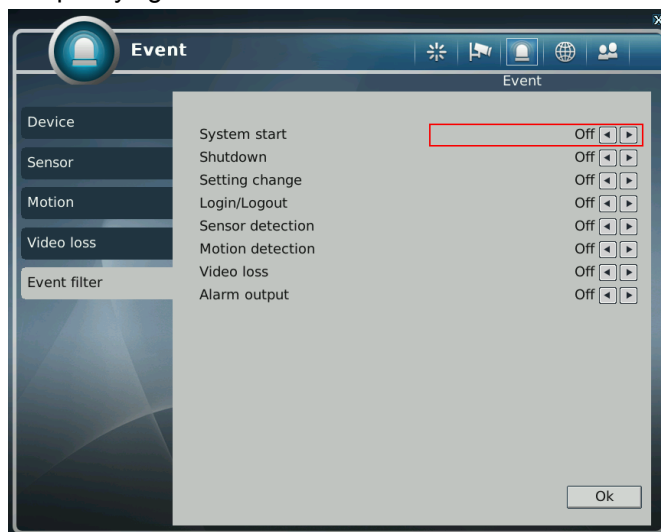 Event
Event
Device
Sensor
Motion
Video loss
Event filter
System start Off
Shutdown Off
Setting change Off
Login/Logout Off
Sensor detection Off
Motion detection Off
Video loss Off
Alarm output Off
Ok